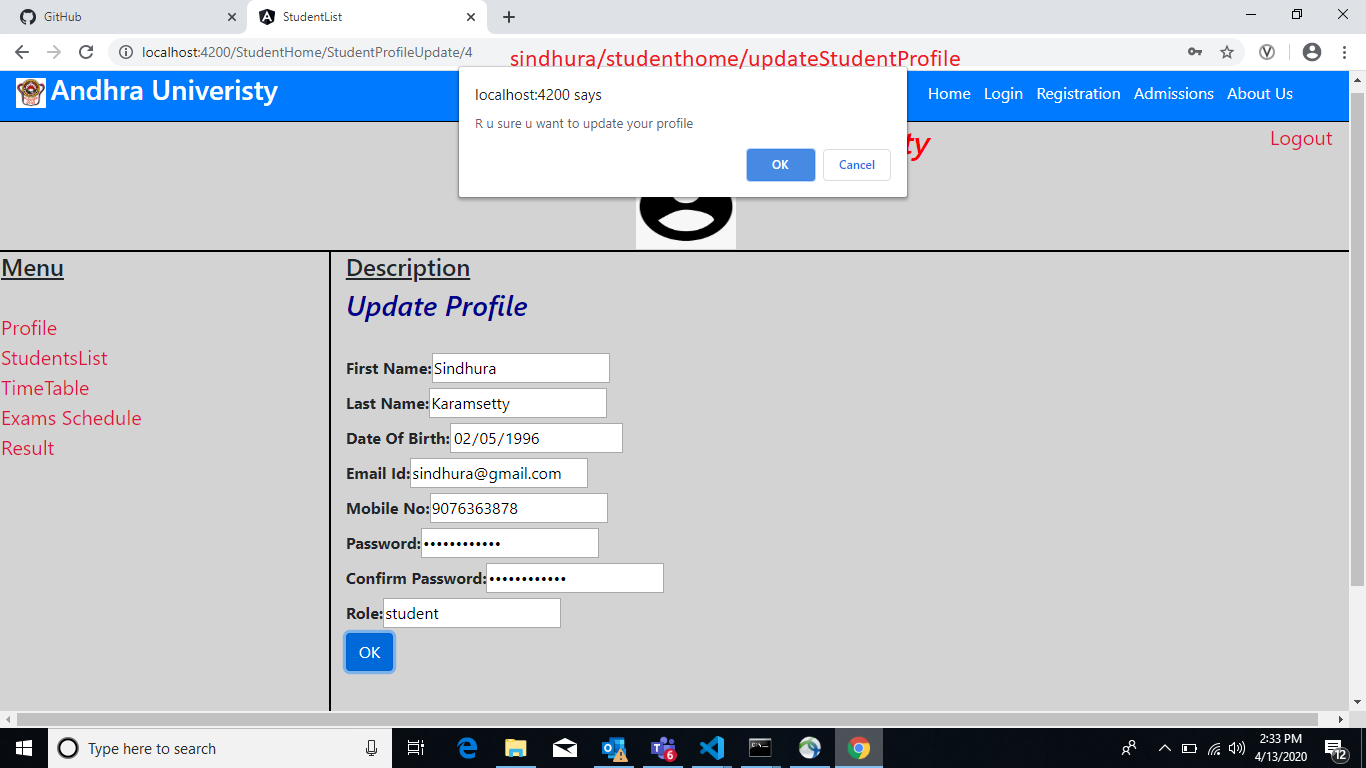 GitHub
StudentList
localhost:4200/StudentHome/StudentProfileUpdate/4
sindhura/studenthome/updateStudentProfile
Andhra Univeristy
Home Login Registration Admissions About Us
localhost:4200 says
R u sure u want to update your profile
OK Cancel
ty
Logout
Menu
Profile
StudentsList
TimeTable
Exams Schedule
Result
Description
Update Profile
First Name:Sindhura
Last Name:Karamsetty
Date Of Birth:02/05/1996
Email Id:sindhura@gmail.com
Mobile No:9076363878
Password:••••••••••••
Confirm Password:••••••••••••
Role:student
OK
Type here to search
6
2:33 PM
4/13/2020
12